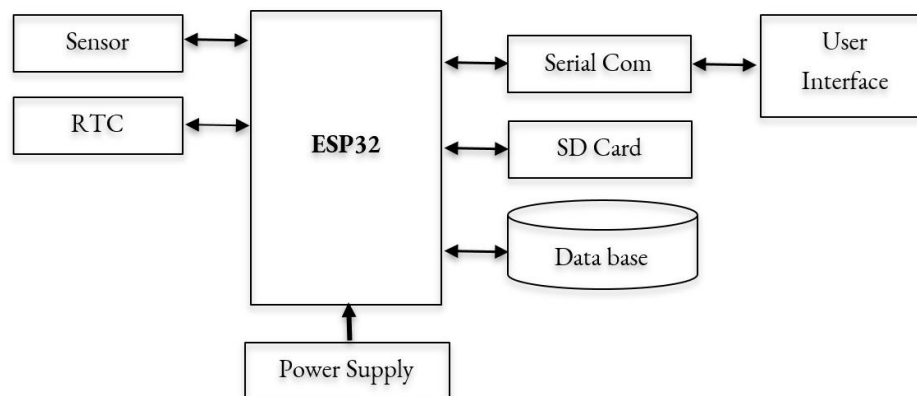 Sensor
RTC
ESP32
Serial Com
SD Card
Data base
User
Interface
Power Supply